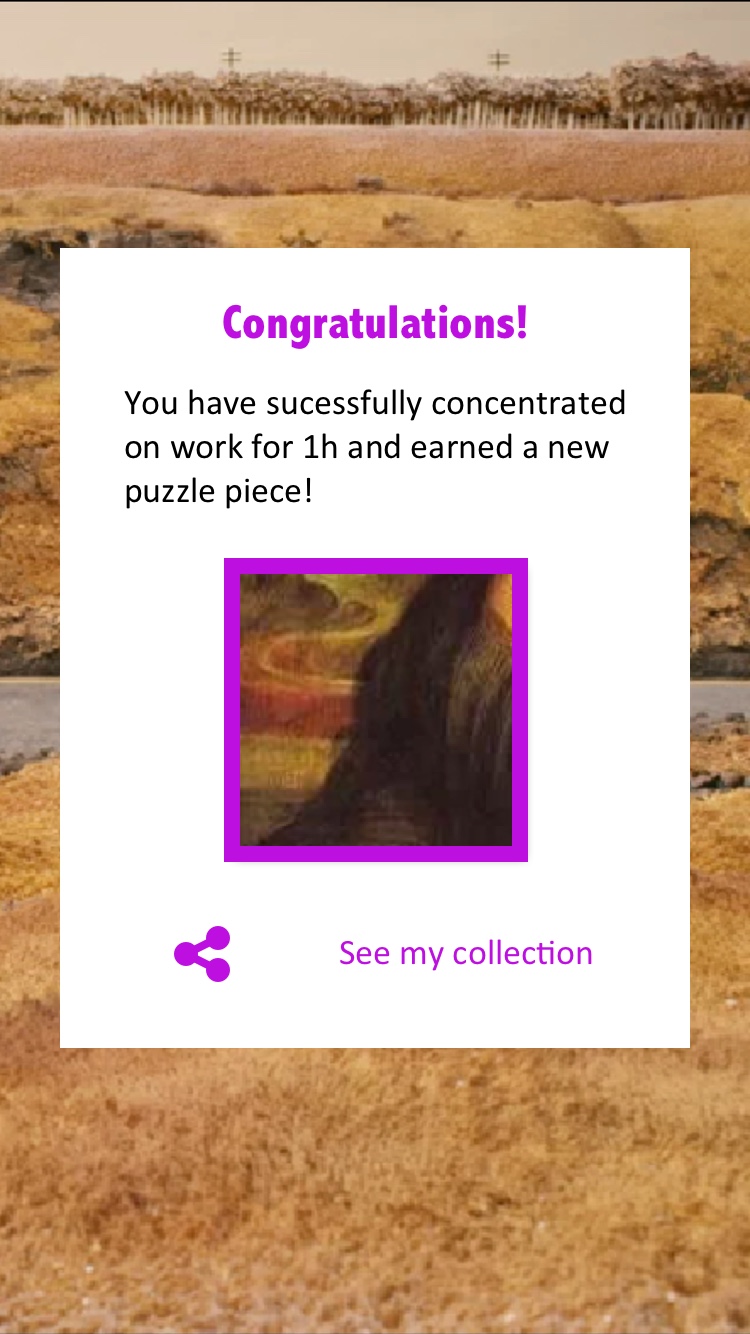 Congratulations!
You have sucessfully concentrated
on work for 1h and earned a new
puzzle piece!
See my collection